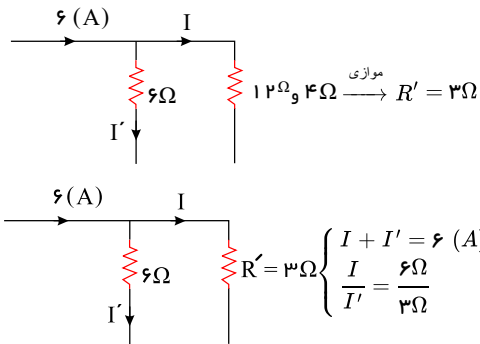 ۶ (A) I
۶Ω
I´
۱۲Ω و ۴Ω موازی ⟶ R′ = ۳Ω
۶ (A) I
۶Ω
I´
R′ = ۳Ω
I + I′ = ۶ (A)
I / I′ = ۶Ω / ۳Ω